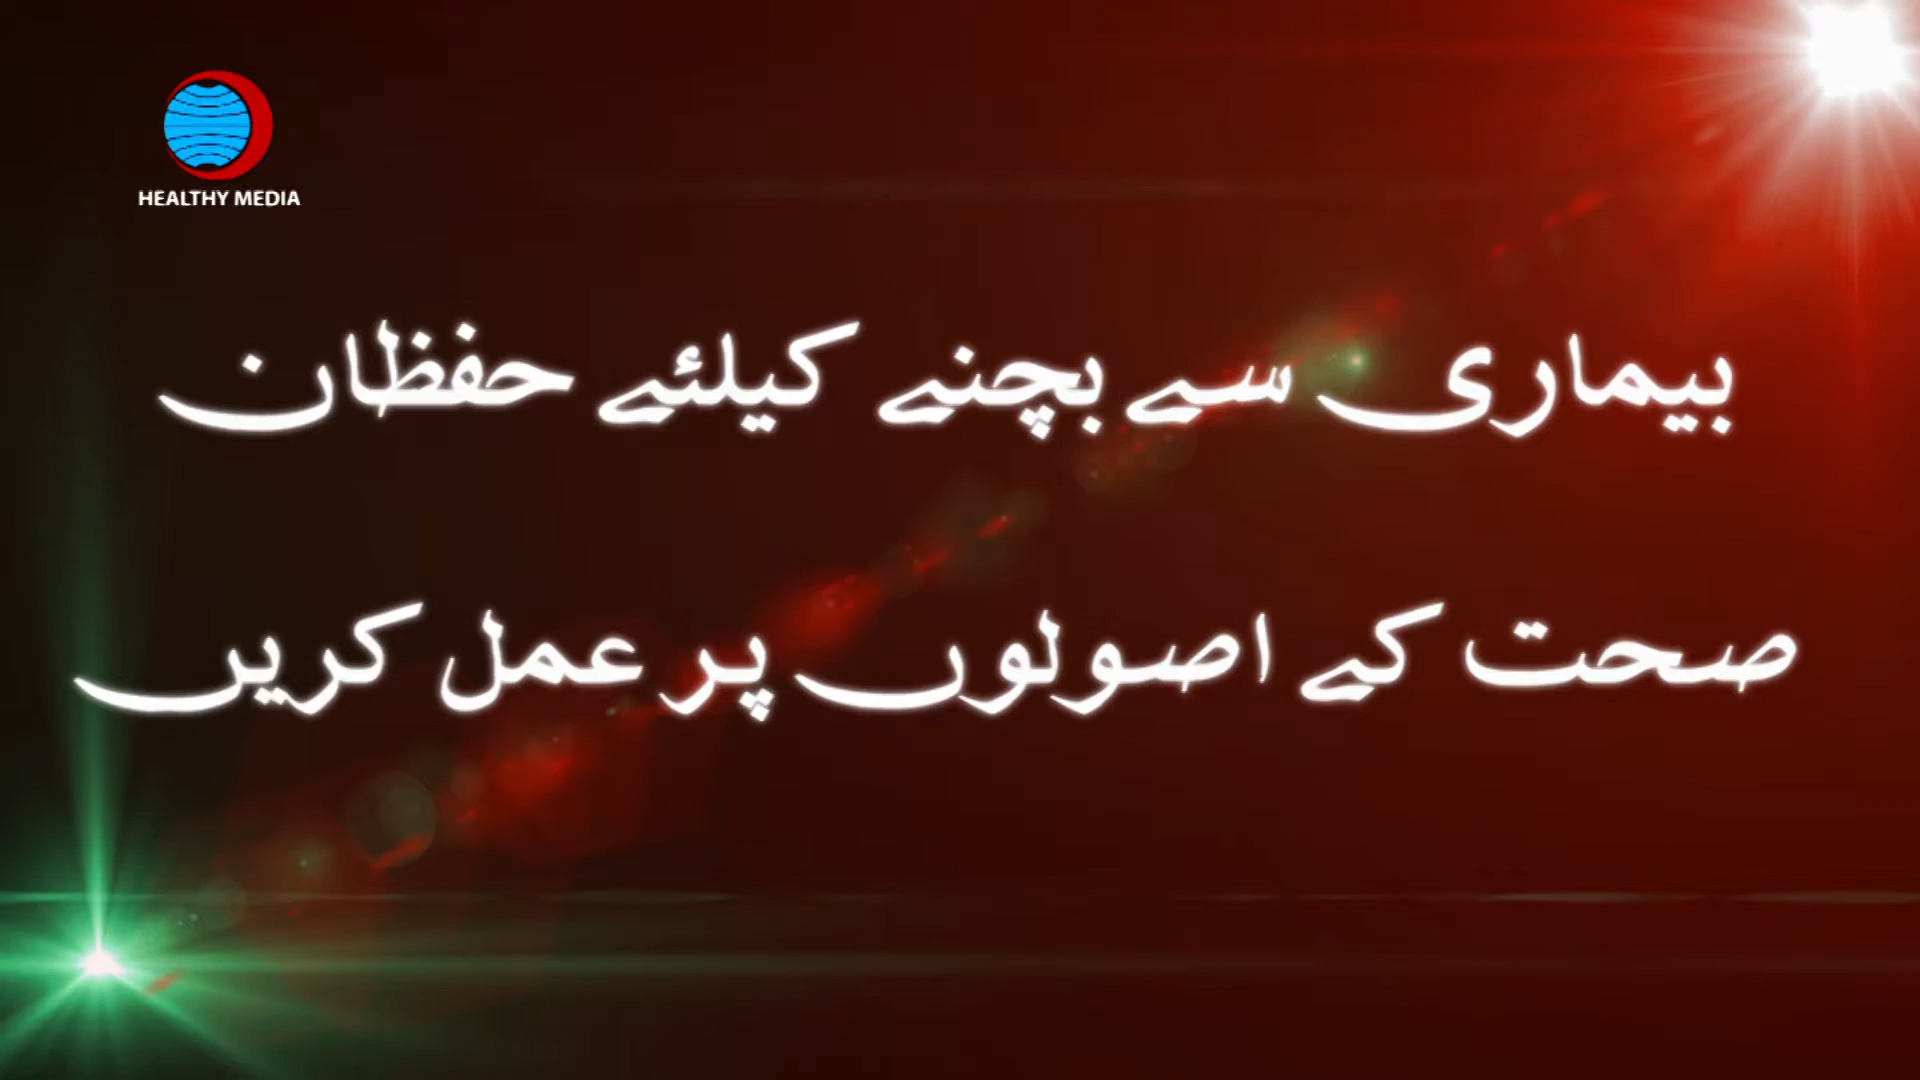 HEALTHY MEDIA
بیماری سے بچنے کیلئے حفظان
صحت کے اصولوں پر عمل کریں